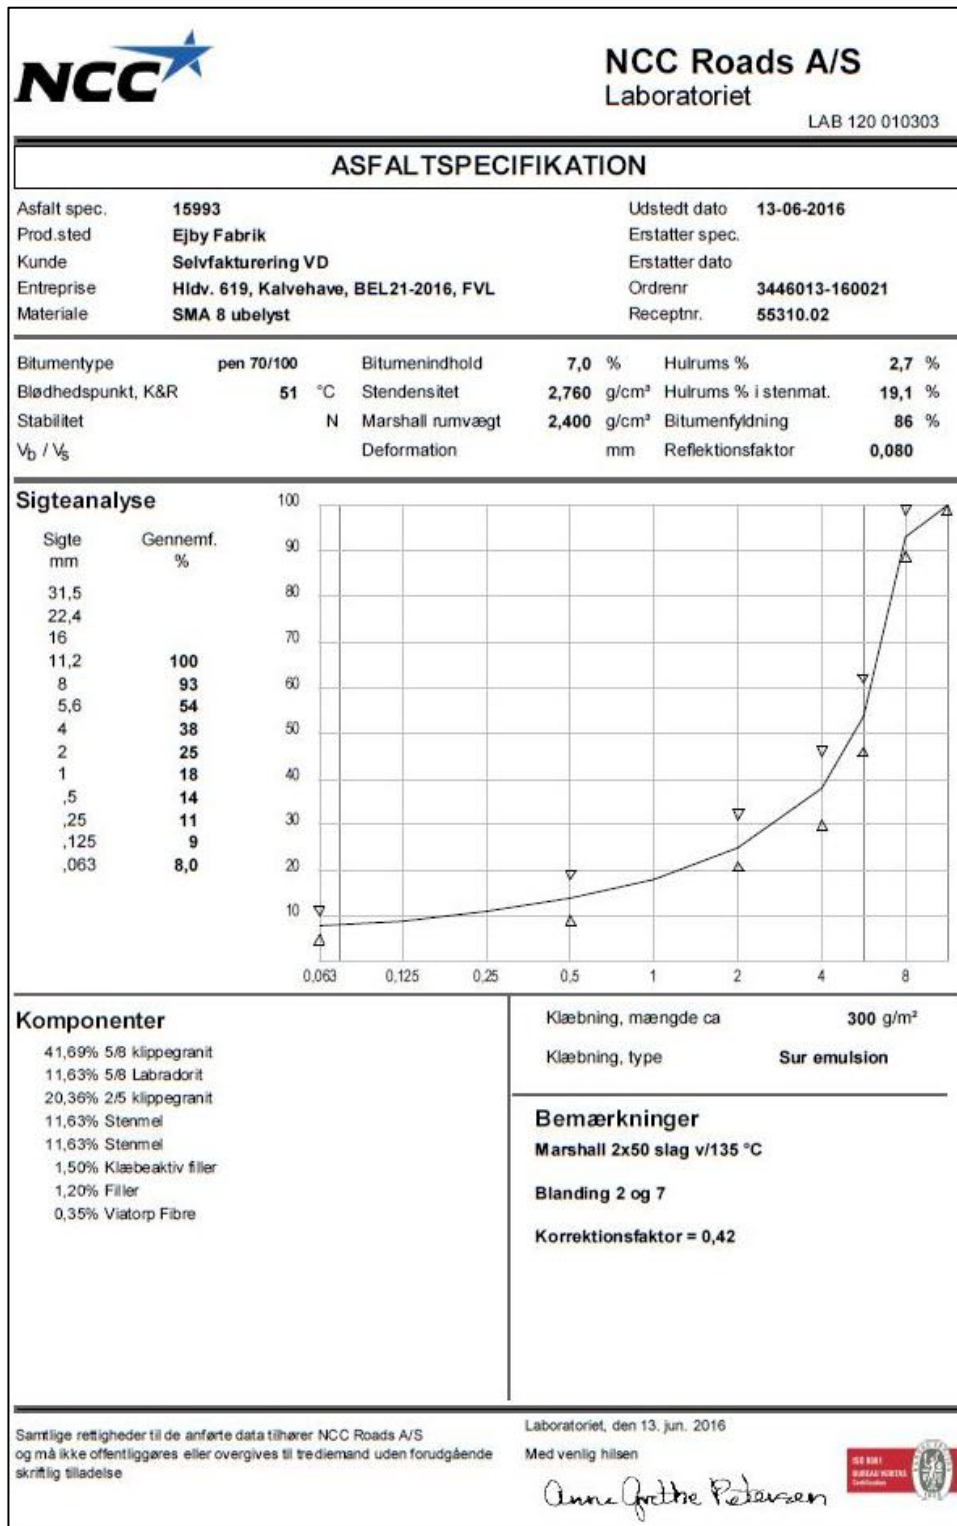 NCC
NCC Roads A/S
Laboratoriet
LAB 120 010303
ASFALTSPECIFIKATION
Asfalt spec. 15993 Udstedt dato 13-06-2016
Prod.sted Ejby Fabrik Erstatter spec.
Kunde Selvfakturering VD Erstatter dato
Entreprise Hldv. 619, Kalvehave, BEL21-2016, FVL Ordrenr 3446013-160021
Materiale SMA 8 ubelyst Receptnr. 55310.02
Bitumentype pen 70/100 Bitumenindhold 7,0 % Hulrums % 2,7 %
Blødhedspunkt, K&R 51 °C Stendensitet 2,760 g/cm³ Hulrums % i stenmat. 19,1 %
Stabilitet N Marshall rumvægt 2,400 g/cm³ Bitumenfyldning 86 %
Vb / Vs Deformation mm Reflektionsfaktor 0,080
Sigteanalyse
Sigte Gennemf.
mm %
31,5
22,4
16
11,2 100
8 93
5,6 54
4 38
2 25
1 18
,5 14
,25 11
,125 9
,063 8,0
100
90
80
70
60
50
40
30
20
10
0,063 0,125 0,25 0,5 1 2 4 8
Komponenter
41,69% 5/8 klippegranit
11,63% 5/8 Labradorit
20,36% 2/5 klippegranit
11,63% Stenmel
11,63% Stenmel
1,50% Klæbeaktiv filler
1,20% Filler
0,35% Viatorp Fibre
Klæbning, mængde ca 300 g/m²
Klæbning, type Sur emulsion
Bemærkninger
Marshall 2x50 slag v/135 °C
Blanding 2 og 7
Korrektionsfaktor = 0,42
Samtlige rettigheder til de anførte data tilhører NCC Roads A/S
og må ikke offentliggøres eller overgives til trediemand uden forudgående
skriftlig tilladelse
Laboratoriet, den 13. jun. 2016
Med venlig hilsen
Anne Grethe Petersen
ISO 9001
BUREAU VERITAS
Certification